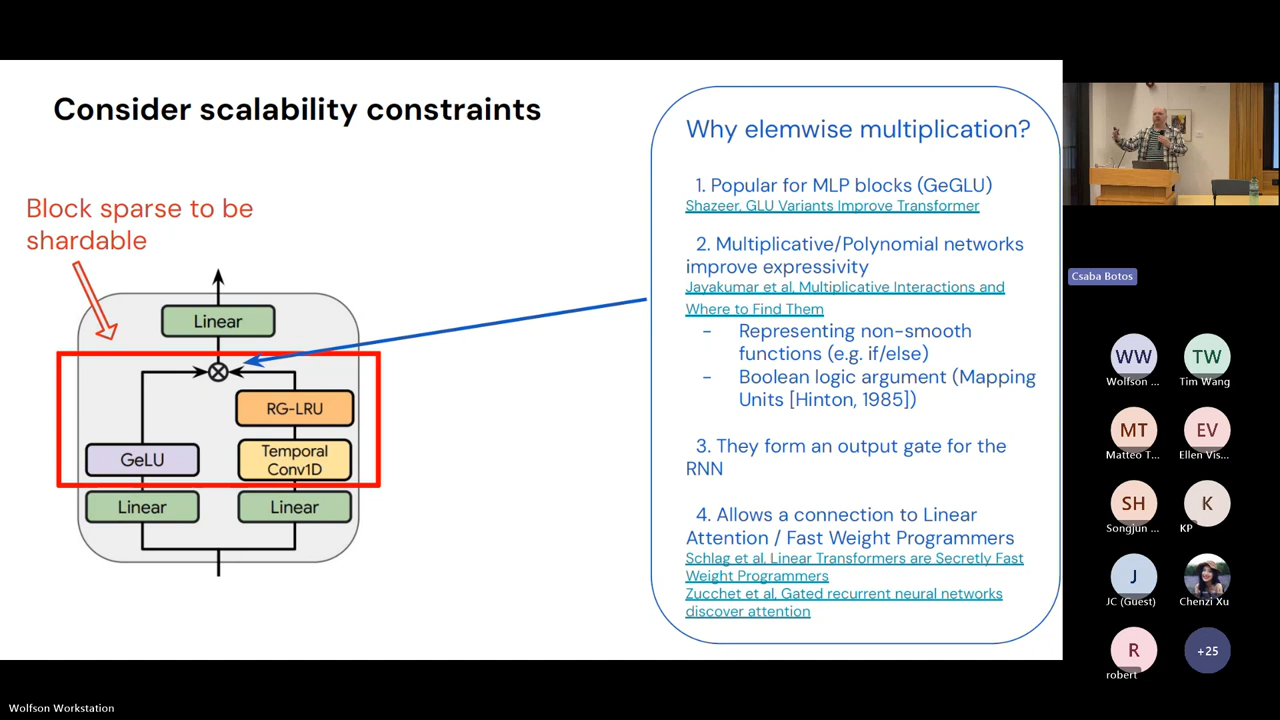 Consider scalability constraints
Block sparse to be
shardable
Linear
RG-LRU
GeLU
Temporal
Conv1D
Linear
Linear
Why elemwise multiplication?
1. Popular for MLP blocks (GeGLU)
Shazeer, GLU Variants Improve Transformer
2. Multiplicative/Polynomial networks
improve expressivity
Jayakumar et al, Multiplicative Interactions and
Where to Find Them
- Representing non-smooth
functions (e.g. if/else)
- Boolean logic argument (Mapping
Units [Hinton, 1985])
3. They form an output gate for the
RNN
4. Allows a connection to Linear
Attention / Fast Weight Programmers
Schlag et al, Linear Transformers are Secretly Fast
Weight Programmers
Zucchet et al, Gated recurrent neural networks
discover attention
Csaba Botos
WW
TW
Wolfson ...
Tim Wang
MT
EV
Matteo T...
Ellen Vis...
SH
K
Songjun ...
KP
J
JC (Guest)
Chenzi Xu
R
+25
robert
Wolfson Workstation